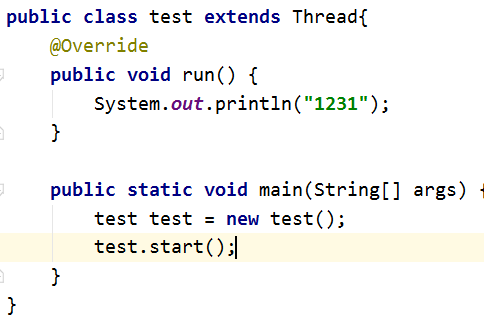 public class test extends Thread{
@Override
public void run() {
System.out.println("1231");
}
public static void main(String[] args) {
test test = new test();
test.start();
}
}